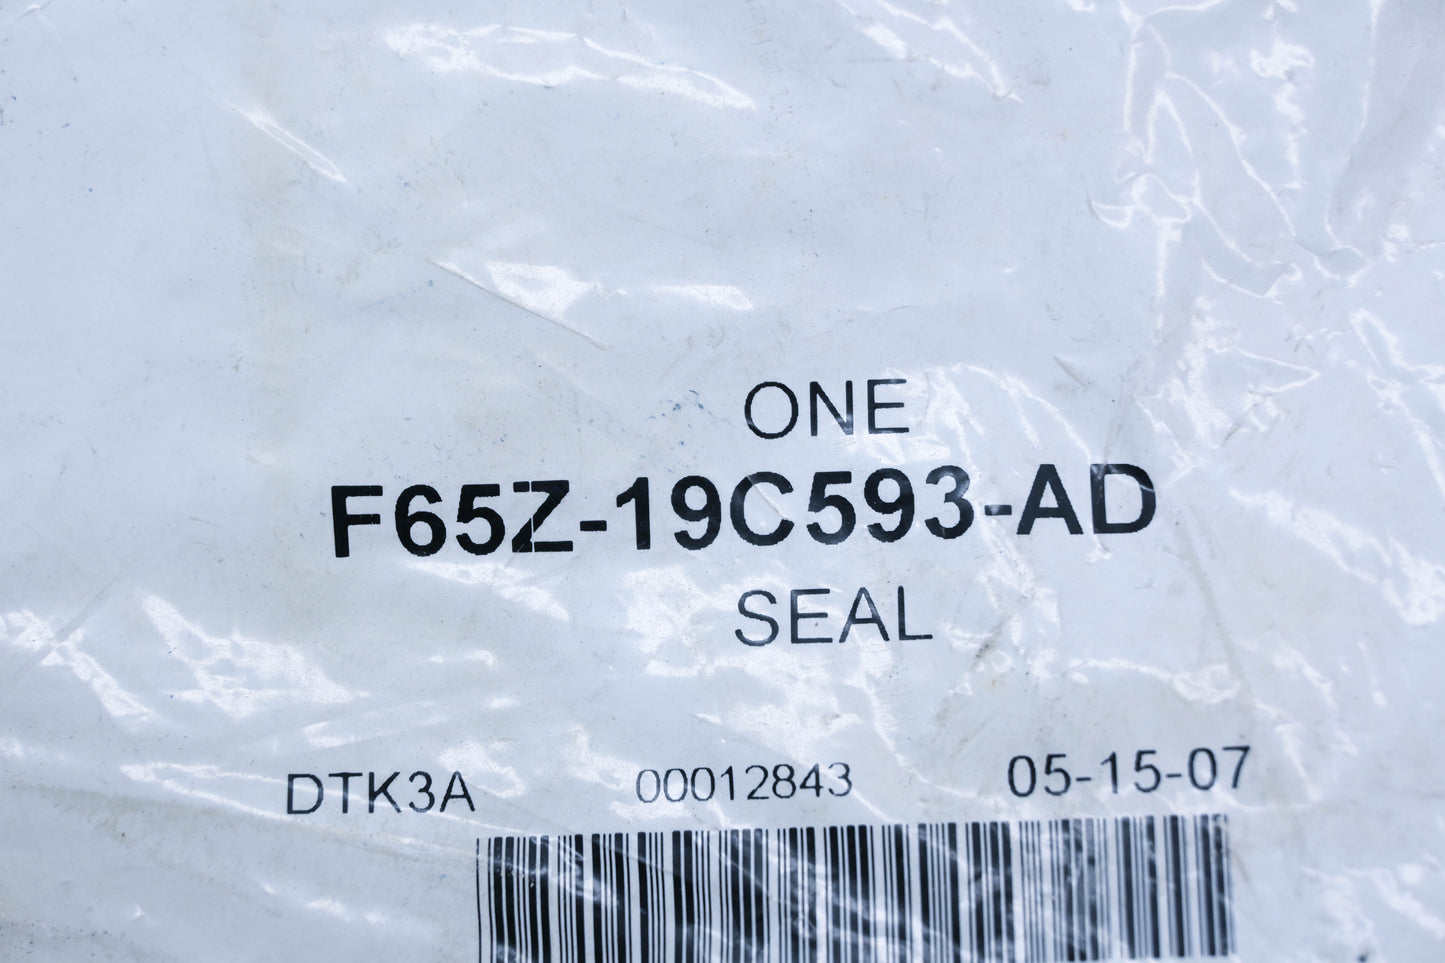 ONE
F65Z-19C593-AD
SEAL
DTK3A 00012843 05-15-07